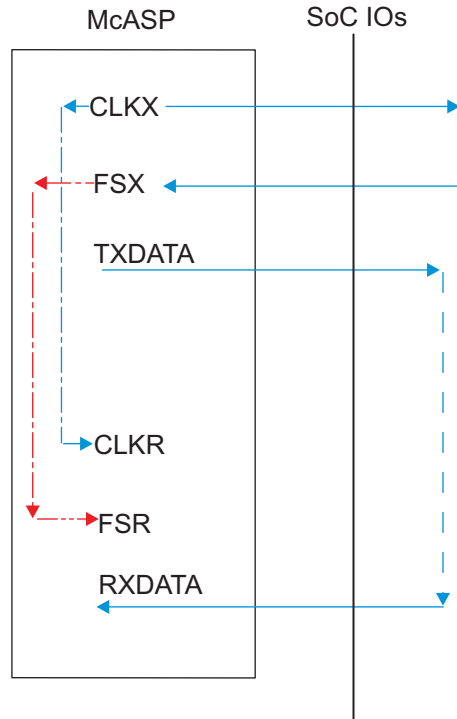 McASP
SoC IOs
CLKX
FSX
TXDATA
CLKR
FSR
RXDATA